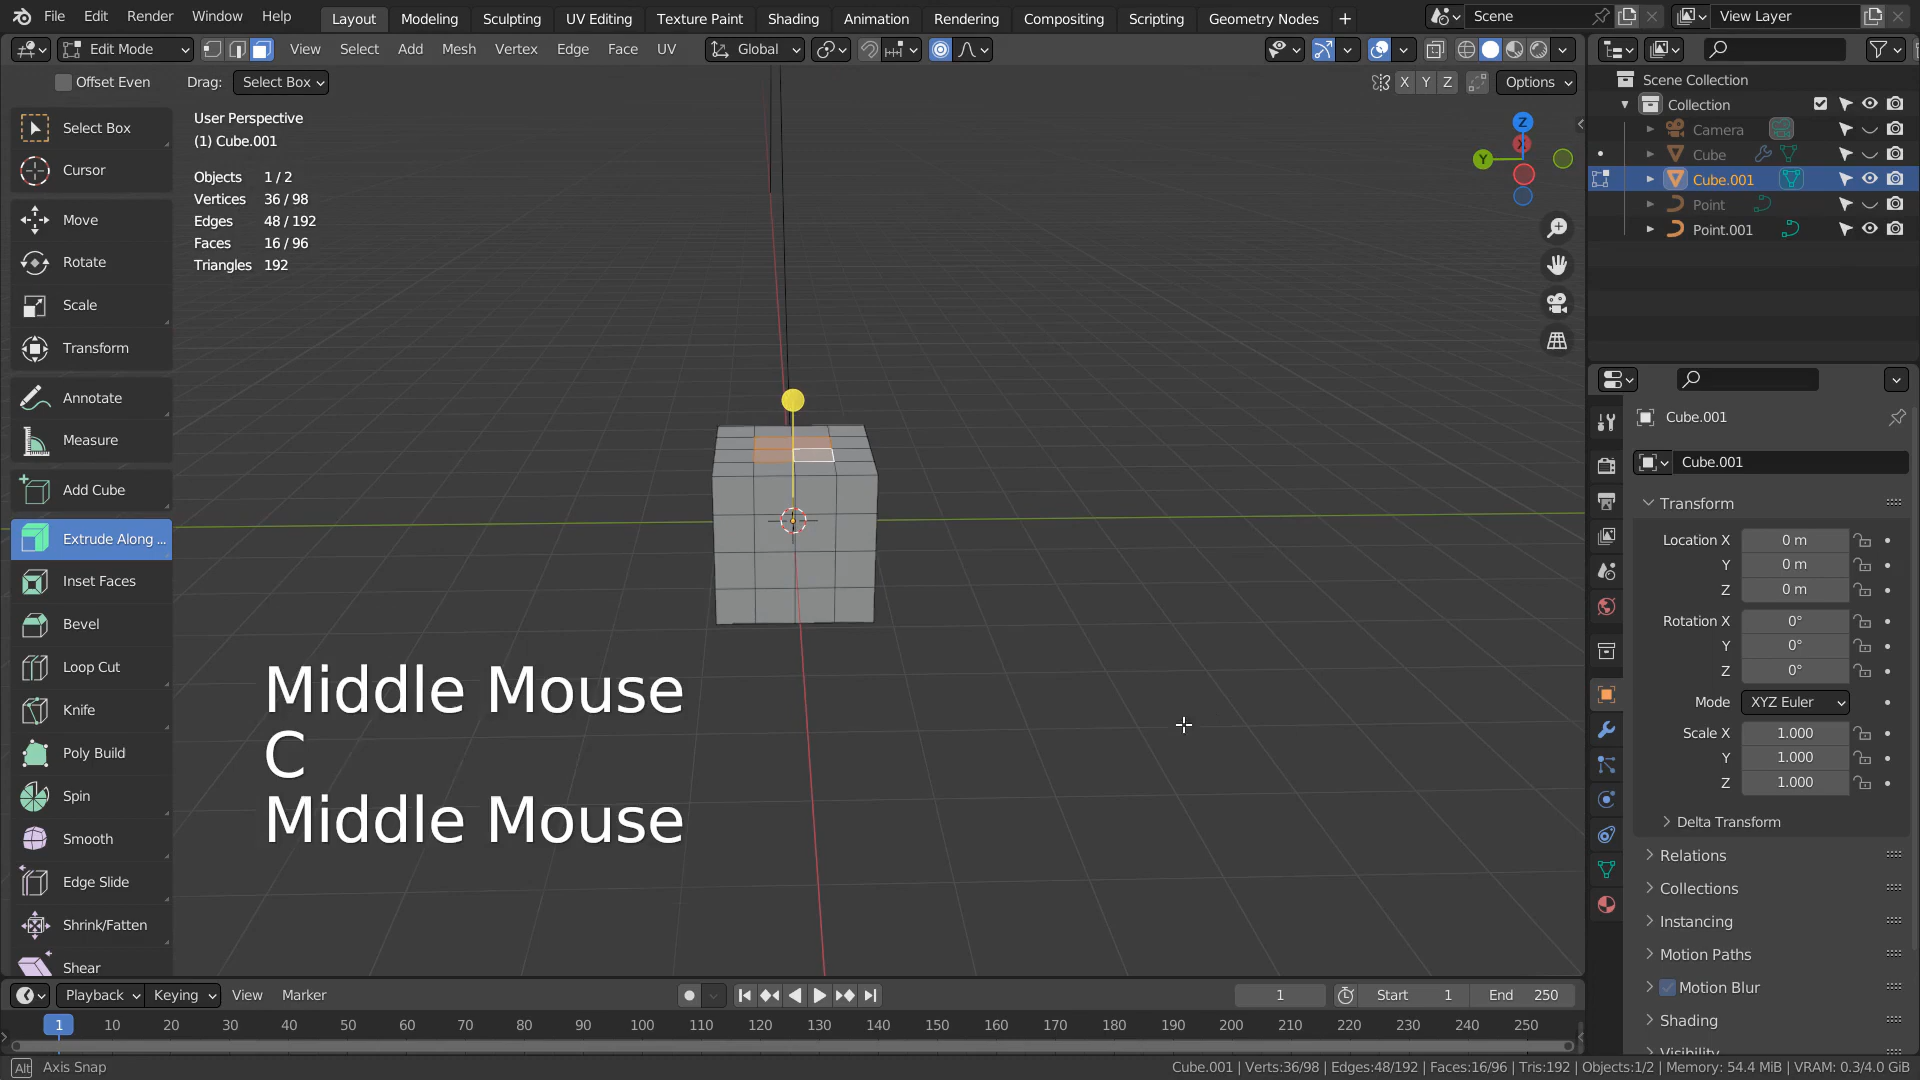 File Edit Render Window Help Layout Modeling Sculpting UV Editing Texture Paint Shading Animation Rendering Compositing Scripting Geometry Nodes + Scene View Layer
Edit Mode View Select Add Mesh Vertex Edge Face UV Global
Offset Even Drag: Select Box X Y Z Options
User Perspective
(1) Cube.001
Objects 1 / 2
Vertices 36 / 98
Edges 48 / 192
Faces 16 / 96
Triangles 192
Select Box
Cursor
Move
Rotate
Scale
Transform
Annotate
Measure
Add Cube
Extrude Along ...
Inset Faces
Bevel
Loop Cut
Knife
Poly Build
Spin
Smooth
Edge Slide
Shrink/Fatten
Shear
Z
X
Y
Middle Mouse
C
Middle Mouse
Scene Collection
Collection
Camera
Cube
Cube.001
Point
Point.001
Cube.001
Cube.001
Transform
Location X 0 m
Y 0 m
Z 0 m
Rotation X 0°
Y 0°
Z 0°
Mode XYZ Euler
Scale X 1.000
Y 1.000
Z 1.000
Delta Transform
Relations
Collections
Instancing
Motion Paths
Motion Blur
Shading
Visibility
Playback Keying View Marker 1 Start 1 End 250
1 10 20 30 40 50 60 70 80 90 100 110 120 130 140 150 160 170 180 190 200 210 220 230 240 250
Alt Axis Snap Cube.001 | Verts:36/98 | Edges:48/192 | Faces:16/96 | Tris:192 | Objects:1/2 | Memory: 54.4 MiB | VRAM: 0.3/4.0 GiB